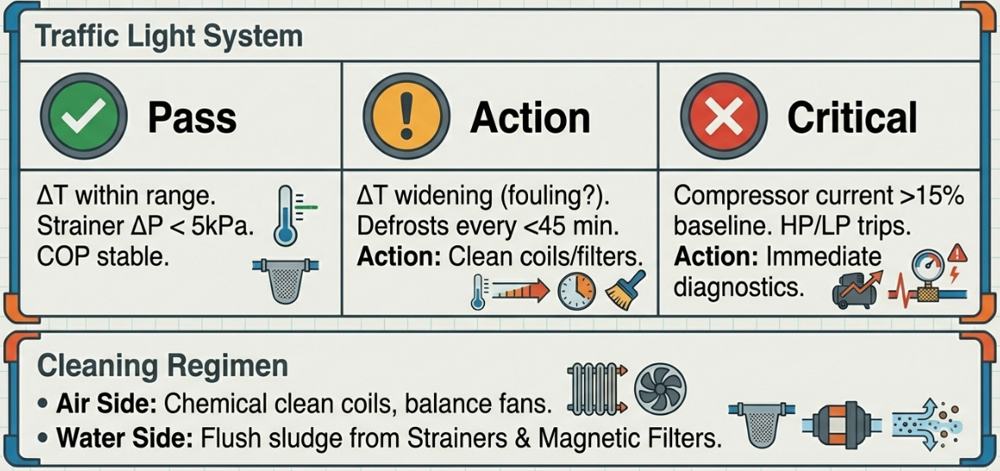 Traffic Light System
Pass
Action
Critical
ΔT within range.
Strainer ΔP < 5kPa.
COP stable.
ΔT widening (fouling?).
Defrosts every <45 min.
Action: Clean coils/filters.
Compressor current >15%
baseline. HP/LP trips.
Action: Immediate
diagnostics.
Cleaning Regimen
• Air Side: Chemical clean coils, balance fans.
• Water Side: Flush sludge from Strainers & Magnetic Filters.